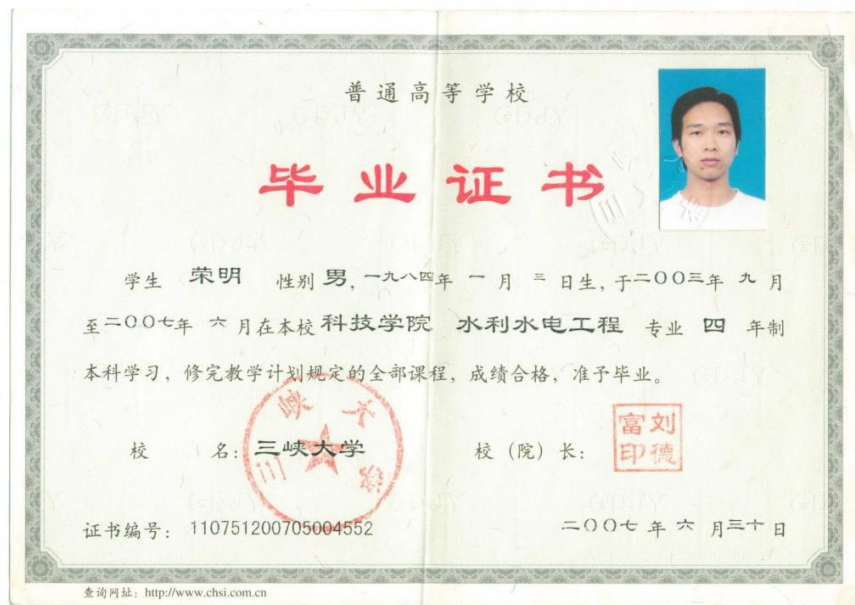 普通高等学校
毕业证书
学生 荣明 性别 男，一九八四年 一 月 三 日生，于二〇〇三年 九 月
至二〇〇七年 六 月在本校 科技学院 水利水电工程 专业 四 年制
本科学习，修完教学计划规定的全部课程，成绩合格，准予毕业。
校 名：三峡大学
校（院）长：
刘德富印
三峡大学
证书编号：110751200705004552
二〇〇七 年 六 月三十日
查询网址：http://www.chsi.com.cn